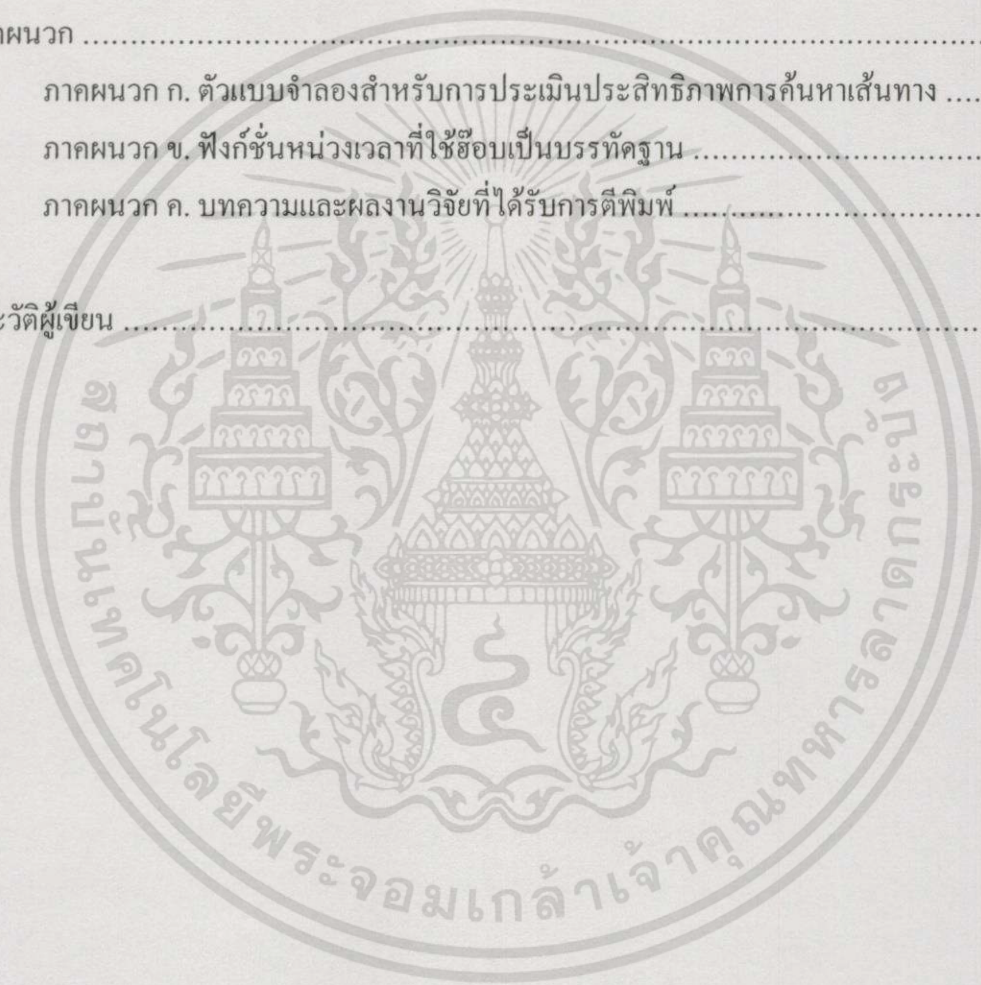 าคผนวก
ภาคผนวก ก. ตัวแบบจำลองสำหรับการประเมินประสิทธิภาพการค้นหาเส้นทาง
ภาคผนวก ข. ฟังก์ชั่นหน่วงเวลาที่ใช้ฮ๊อบเป็นบรรทัดฐาน
ภาคผนวก ค. บทความและผลงานวิจัยที่ได้รับการตีพิมพ์
ะวัติผู้เขียน
สถาบันเทคโนโลยีพระจอมเกล้าเจ้าคุณทหารลาดกระบัง